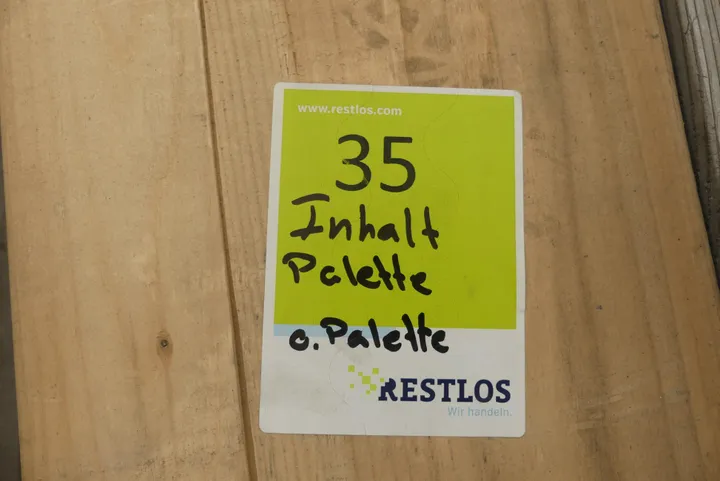 www.restlos.com
35
Inhalt
Palette
o. Palette
RESTLOS
Wir handeln.